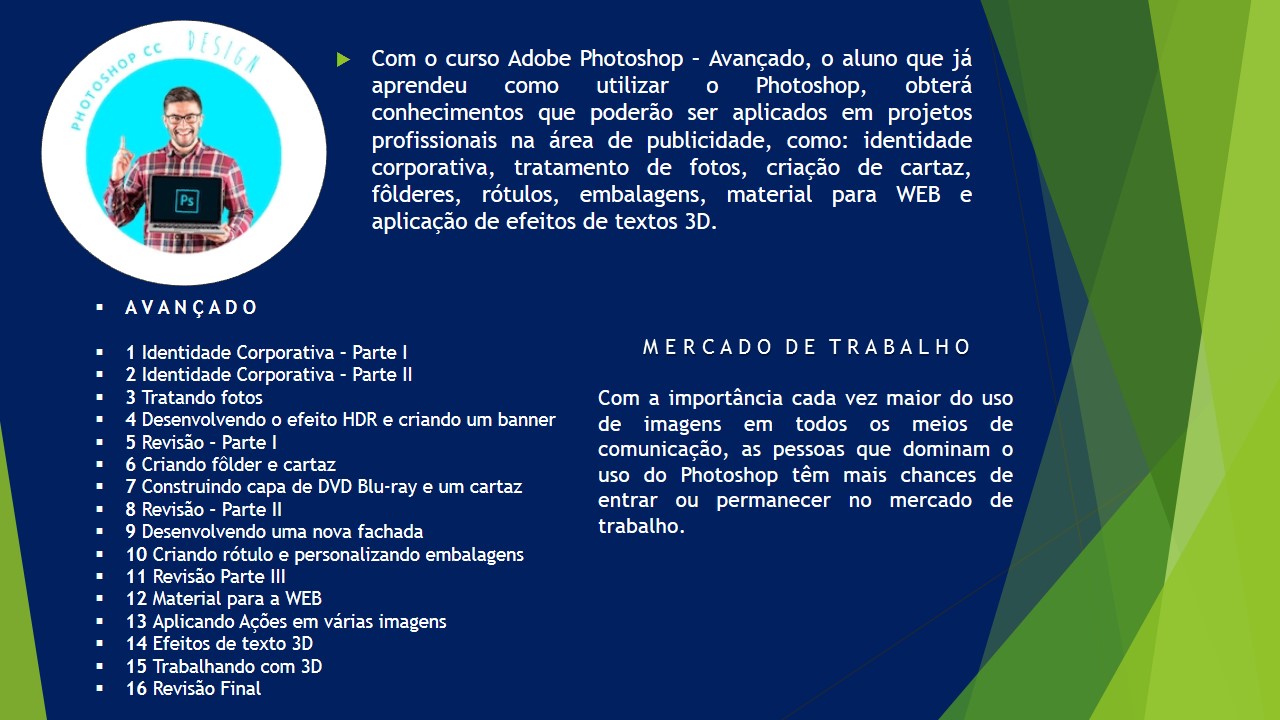 PHOTOSHOP CC DESIGN
Com o curso Adobe Photoshop – Avançado, o aluno que já
aprendeu como utilizar o Photoshop, obterá
conhecimentos que poderão ser aplicados em projetos
profissionais na área de publicidade, como: identidade
corporativa, tratamento de fotos, criação de cartaz,
fôlderes, rótulos, embalagens, material para WEB e
aplicação de efeitos de textos 3D.
Ps
AVANÇADO
1 Identidade Corporativa – Parte I
2 Identidade Corporativa – Parte II
3 Tratando fotos
4 Desenvolvendo o efeito HDR e criando um banner
5 Revisão – Parte I
6 Criando fôlder e cartaz
7 Construindo capa de DVD Blu-ray e um cartaz
8 Revisão – Parte II
9 Desenvolvendo uma nova fachada
10 Criando rótulo e personalizando embalagens
11 Revisão Parte III
12 Material para a WEB
13 Aplicando Ações em várias imagens
14 Efeitos de texto 3D
15 Trabalhando com 3D
16 Revisão Final
MERCADO DE TRABALHO
Com a importância cada vez maior do uso
de imagens em todos os meios de
comunicação, as pessoas que dominam o
uso do Photoshop têm mais chances de
entrar ou permanecer no mercado de
trabalho.